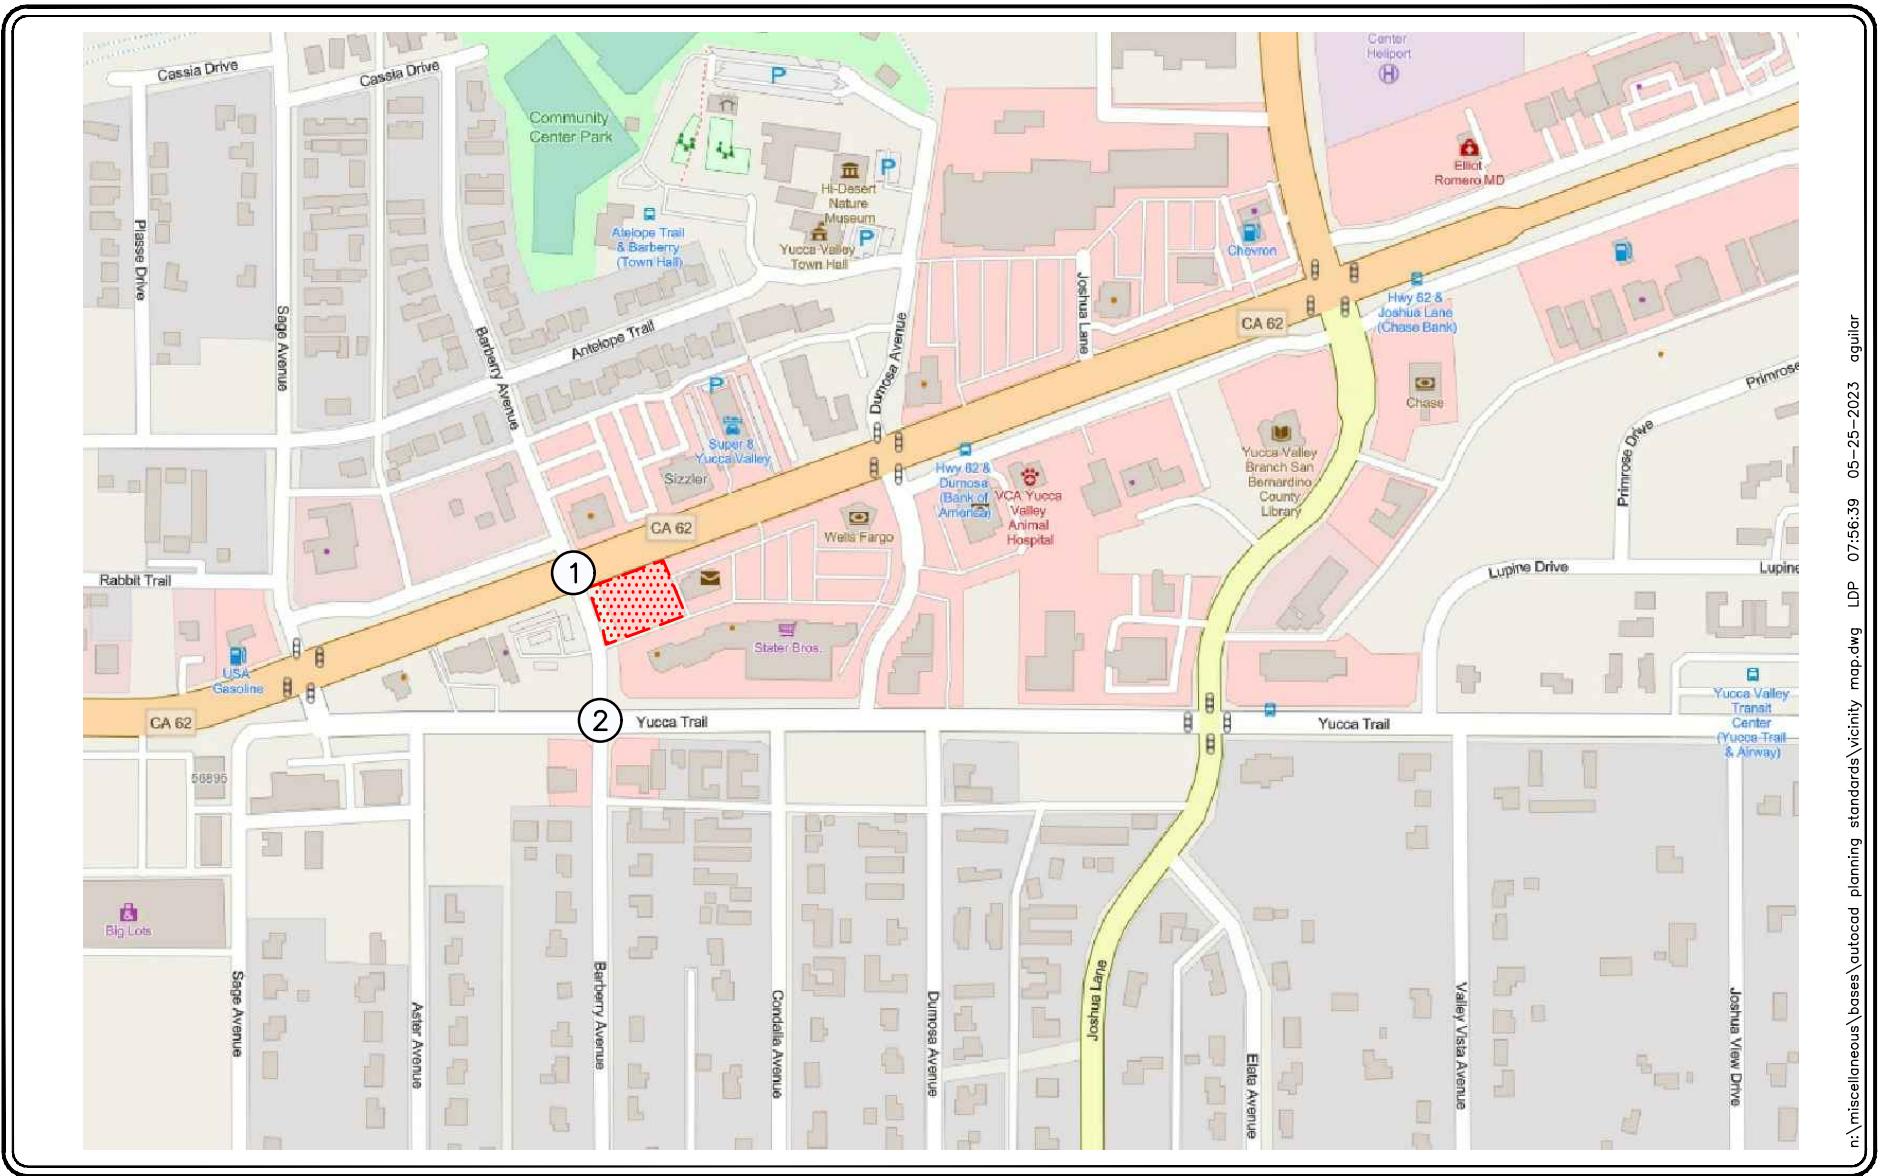 Cassia Drive
Cassia Drive
P
Center
Heliport
H
Community
Center Park
P
Elliot
Romero MD
Hi-Desert
Nature
Museum
Plasse Drive
Atelope Trail
& Barberry
(Town Hall)
P
Yucca Valley
Town Hall
Chevron
Joshua Lane
Sage Avenue
Hwy 62 &
Joshua Lane
(Chase Bank)
CA 62
Barberry Avenue
Antelope Trail
Dumosa Avenue
P
Primrose
Chase
Super 8
Yucca Valley
Primrose Drive
Yucca Valley
Branch San
Bernardino
County
Library
Sizzler
Hwy 62 &
Dumosa
(Bank of
America)
VCA Yucca
Valley
Animal
Hospital
CA 62
Wells Fargo
1
Rabbit Trail
Lupine Drive
Lupine
Stater Bros.
USA
Gasoline
Yucca Valley
Transit
Center
(Yucca Trail
& Airway)
CA 62
2
Yucca Trail
Yucca Trail
56895
Big Lots
Sage Avenue
Aster Avenue
Barberry Avenue
Condalia Avenue
Dumosa Avenue
Joshua Lane
Elata Avenue
Valley Vista Avenue
Joshua View Drive
n:\miscellaneous\bases\autocad planning standards\vicinity map.dwg LDP 07:56:39 05-25-2023 aguilar